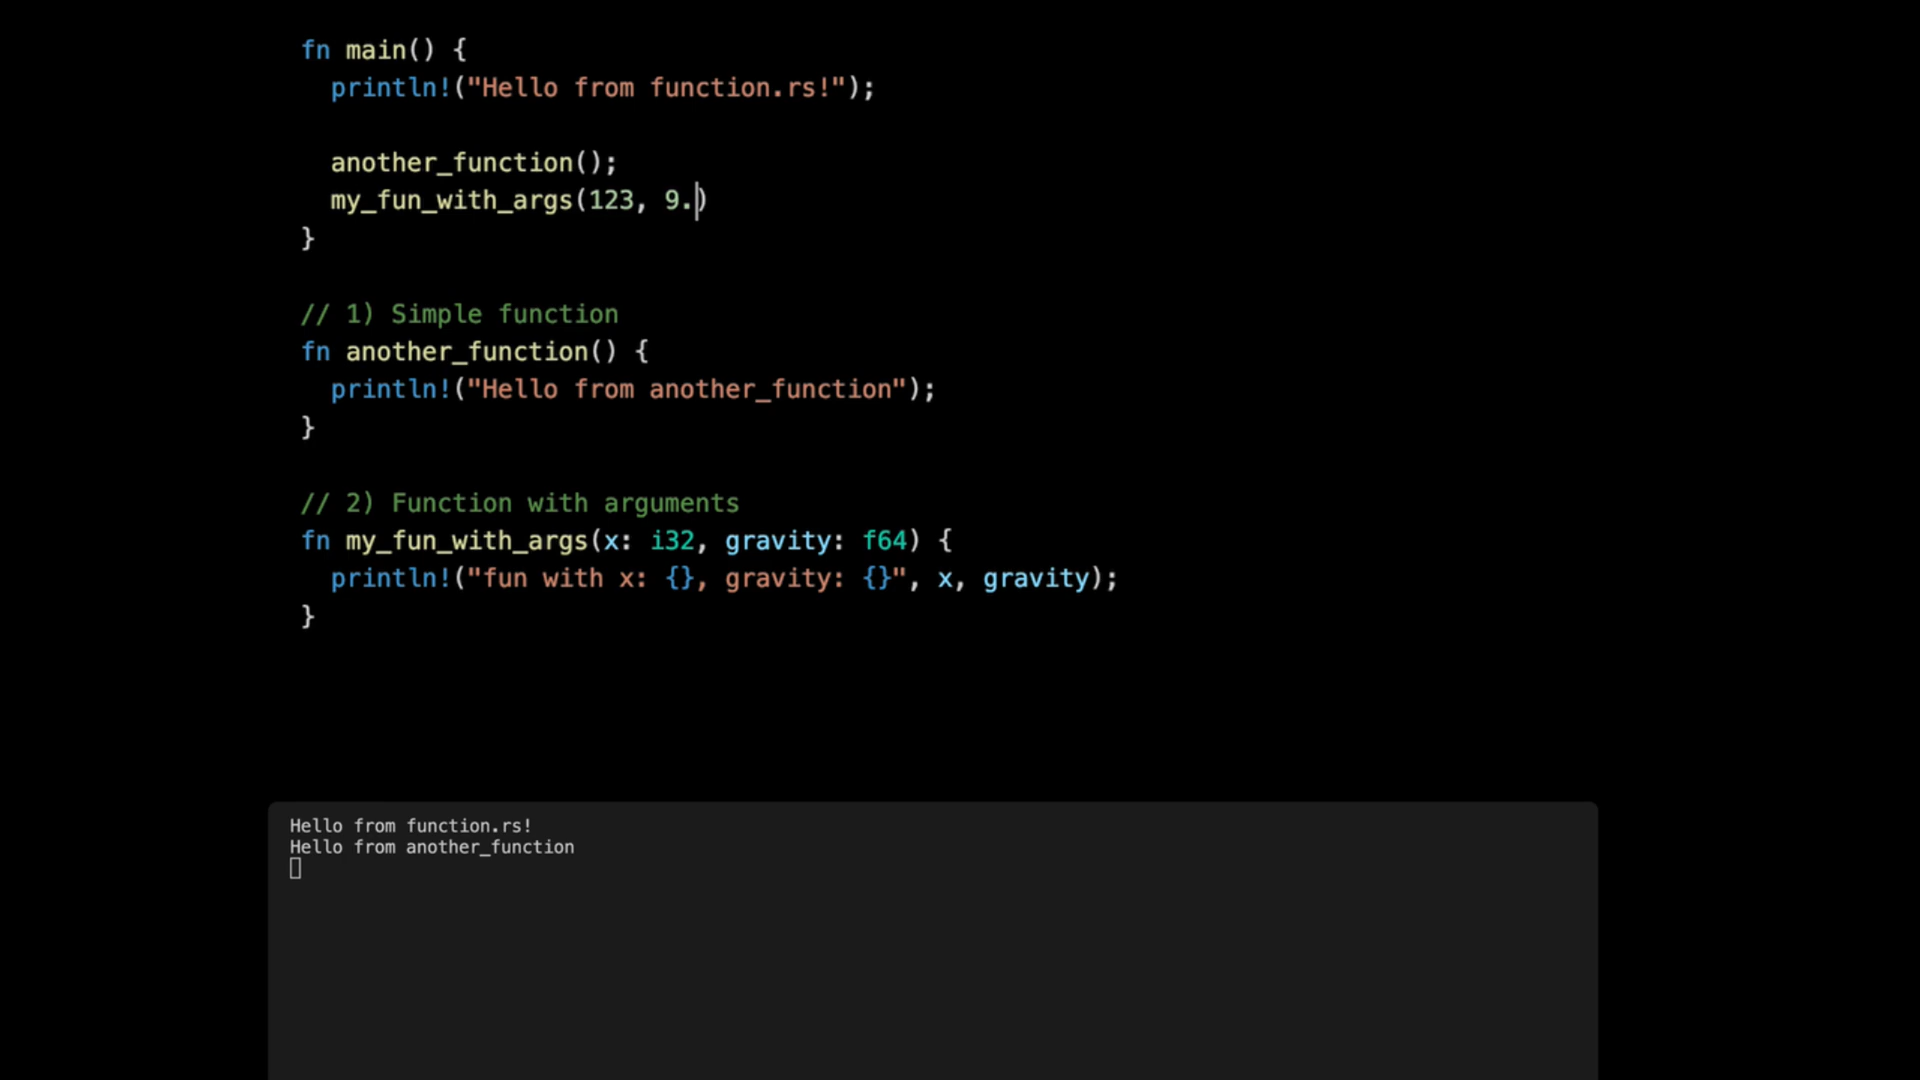 fn main() {
println!("Hello from function.rs!");
another_function();
my_fun_with_args(123, 9.)
}
// 1) Simple function
fn another_function() {
println!("Hello from another_function");
}
// 2) Function with arguments
fn my_fun_with_args(x: i32, gravity: f64) {
println!("fun with x: {}, gravity: {}", x, gravity);
}
Hello from function.rs!
Hello from another_function